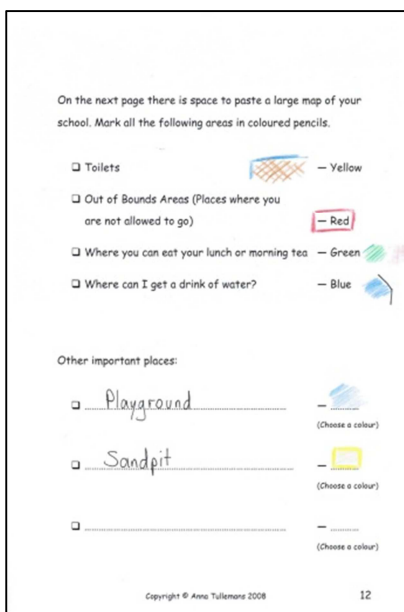 On the next page there is space to paste a large map of your
school. Mark all the following areas in coloured pencils.
❑ Toilets – Yellow
❑ Out of Bounds Areas (Places where you
are not allowed to go) – Red
❑ Where you can eat your lunch or morning tea – Green
❑ Where can I get a drink of water? – Blue
Other important places:
❑ Playground –
(Choose a colour)
❑ Sandpit –
(Choose a colour)
❑ –
(Choose a colour)
Copyright © Anna Tullemans 2008 12